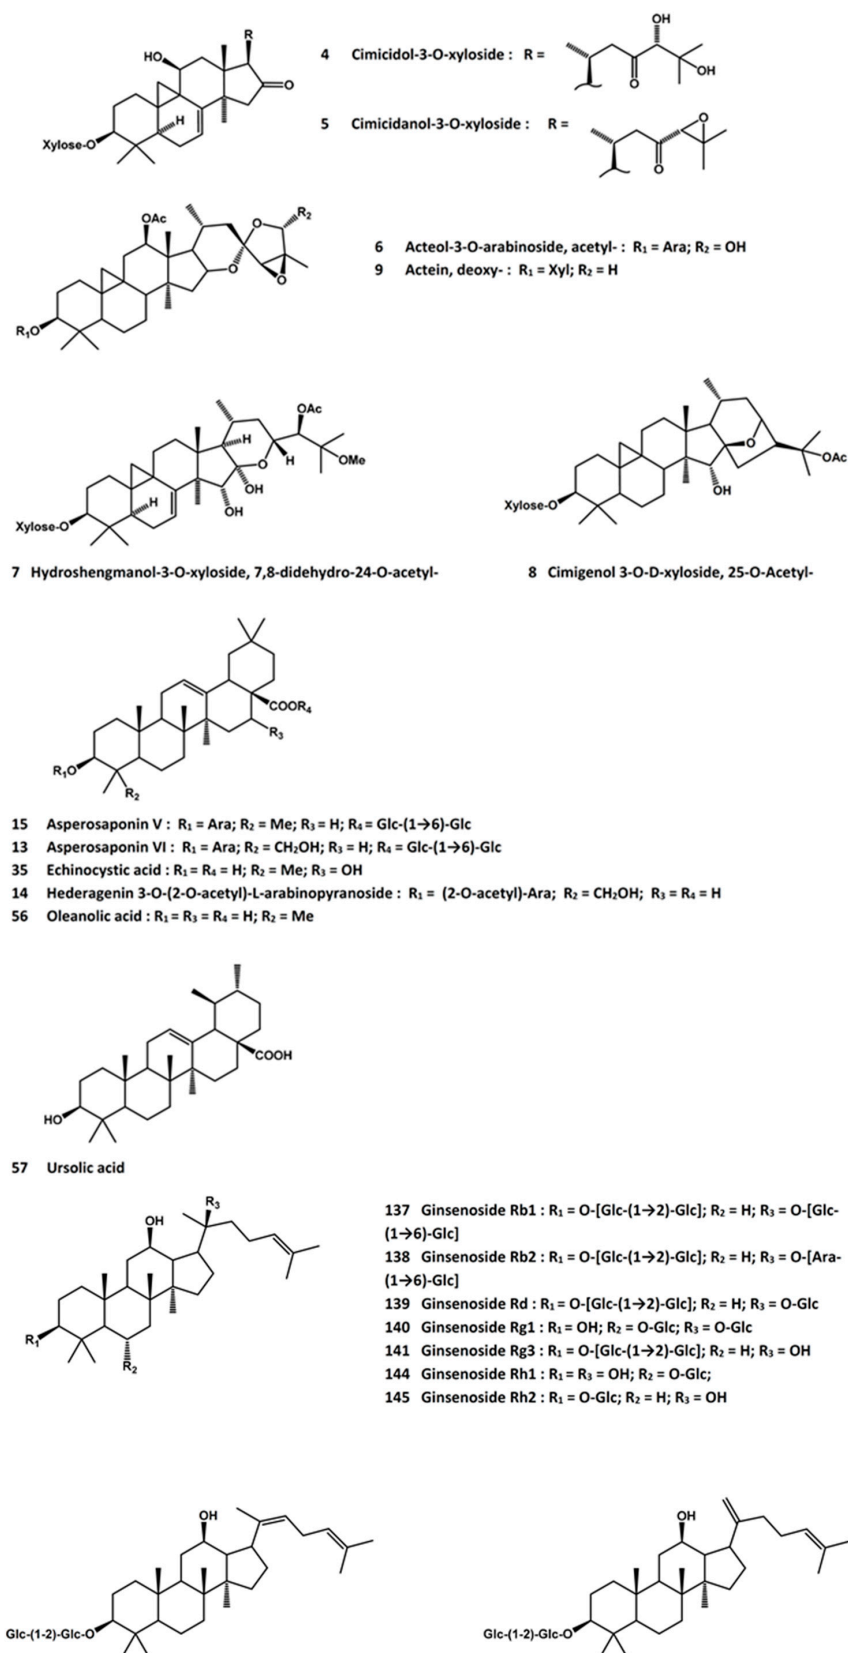 R
HO
O
H
Xylose-O
4 Cimicidol-3-O-xyloside : R =
OH
OH
O
5 Cimicidanol-3-O-xyloside : R =
O
O
OAc
R₂
O
O
O
R₁O
6 Acteol-3-O-arabinoside, acetyl- : R₁ = Ara; R₂ = OH
9 Actein, deoxy- : R₁ = Xyl; R₂ = H
OAc
H
OMe
O
H
OH
H
OH
Xylose-O
O
OAc
OH
Xylose-O
7 Hydroshengmanol-3-O-xyloside, 7,8-didehydro-24-O-acetyl-
8 Cimigenol 3-O-D-xyloside, 25-O-Acetyl-
COOR₄
R₃
R₁O
R₂
15 Asperosaponin V : R₁ = Ara; R₂ = Me; R₃ = H; R₄ = Glc-(1→6)-Glc
13 Asperosaponin VI : R₁ = Ara; R₂ = CH₂OH; R₃ = H; R₄ = Glc-(1→6)-Glc
35 Echinocystic acid : R₁ = R₄ = H; R₂ = Me; R₃ = OH
14 Hederagenin 3-O-(2-O-acetyl)-L-arabinopyranoside : R₁ = (2-O-acetyl)-Ara; R₂ = CH₂OH; R₃ = R₄ = H
56 Oleanolic acid : R₁ = R₃ = R₄ = H; R₂ = Me
COOH
HO
57 Ursolic acid
R₃
OH
R₁
R₂
137 Ginsenoside Rb1 : R₁ = O-[Glc-(1→2)-Glc]; R₂ = H; R₃ = O-[Glc-
(1→6)-Glc]
138 Ginsenoside Rb2 : R₁ = O-[Glc-(1→2)-Glc]; R₂ = H; R₃ = O-[Ara-
(1→6)-Glc]
139 Ginsenoside Rd : R₁ = O-[Glc-(1→2)-Glc]; R₂ = H; R₃ = O-Glc
140 Ginsenoside Rg1 : R₁ = OH; R₂ = O-Glc; R₃ = O-Glc
141 Ginsenoside Rg3 : R₁ = O-[Glc-(1→2)-Glc]; R₂ = H; R₃ = OH
144 Ginsenoside Rh1 : R₁ = R₃ = OH; R₂ = O-Glc;
145 Ginsenoside Rh2 : R₁ = O-Glc; R₂ = H; R₃ = OH
OH
Glc-(1-2)-Glc-O
OH
Glc-(1-2)-Glc-O